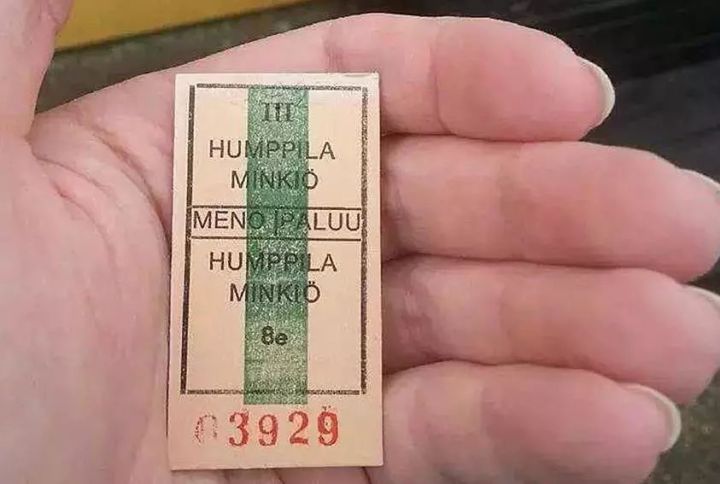 III
HUMPPILA
MINKIÖ
MENO | PALUU
HUMPPILA
MINKIÖ
8e
03929